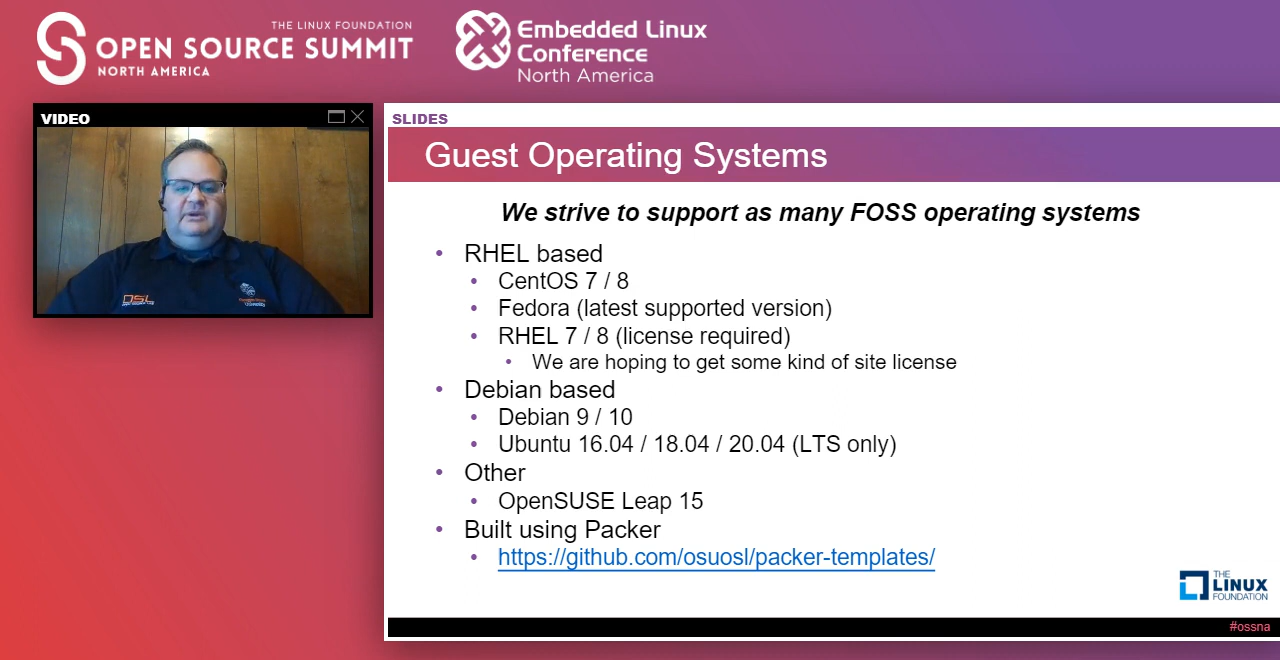 THE LINUX FOUNDATION
OPEN SOURCE SUMMIT
NORTH AMERICA
Embedded Linux
Conference
North America
VIDEO
OSL
SLIDES
Guest Operating Systems
We strive to support as many FOSS operating systems
• RHEL based
• CentOS 7 / 8
• Fedora (latest supported version)
• RHEL 7 / 8 (license required)
• We are hoping to get some kind of site license
• Debian based
• Debian 9 / 10
• Ubuntu 16.04 / 18.04 / 20.04 (LTS only)
• Other
• OpenSUSE Leap 15
• Built using Packer
• https://github.com/osuosl/packer-templates/
THE
LINUX
FOUNDATION
#ossna